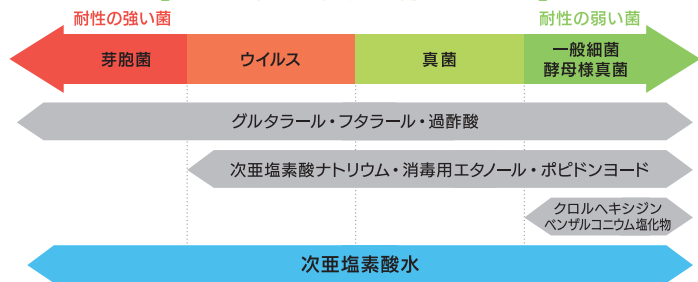 耐性の強い菌
耐性の弱い菌
芽胞菌
ウイルス
真菌
一般細菌
酵母様真菌
グルタラール・フタラール・過酢酸
次亜塩素酸ナトリウム・消毒用エタノール・ポピドンヨード
クロルヘキシジン
ベンザルコニウム塩化物
次亜塩素酸水